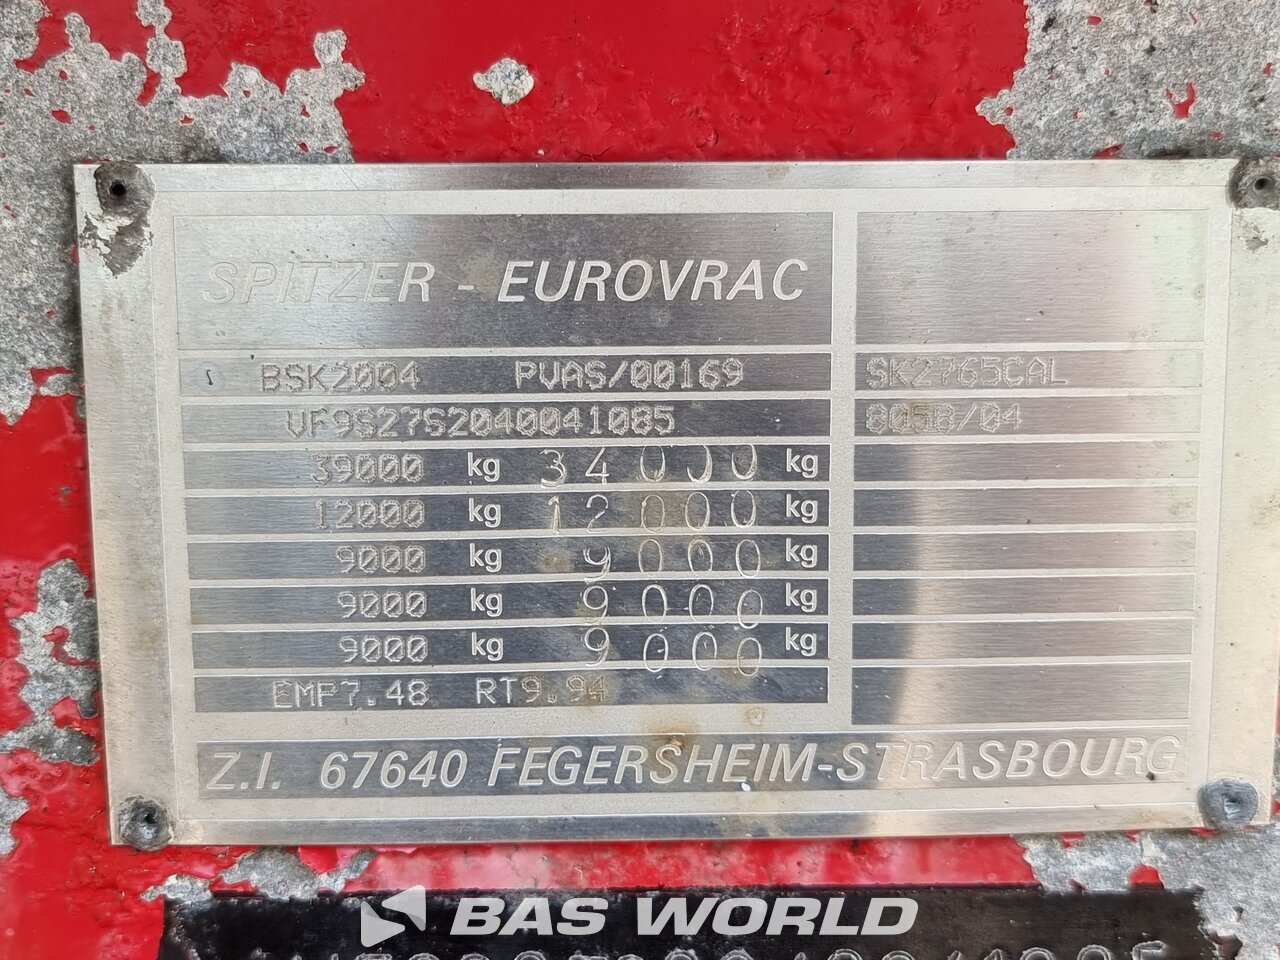 SPITZER - EUROVRAC
BSK2004 PVAS/00169 SK2765CAL
VF9S27S2040041085 8058/04
39000 kg 34000 kg
12000 kg 12000 kg
9000 kg 9000 kg
9000 kg 9000 kg
9000 kg 9000 kg
EMP7.48 RT9.94
Z.I. 67640 FEGERSHEIM-STRASBOURG
BAS WORLD